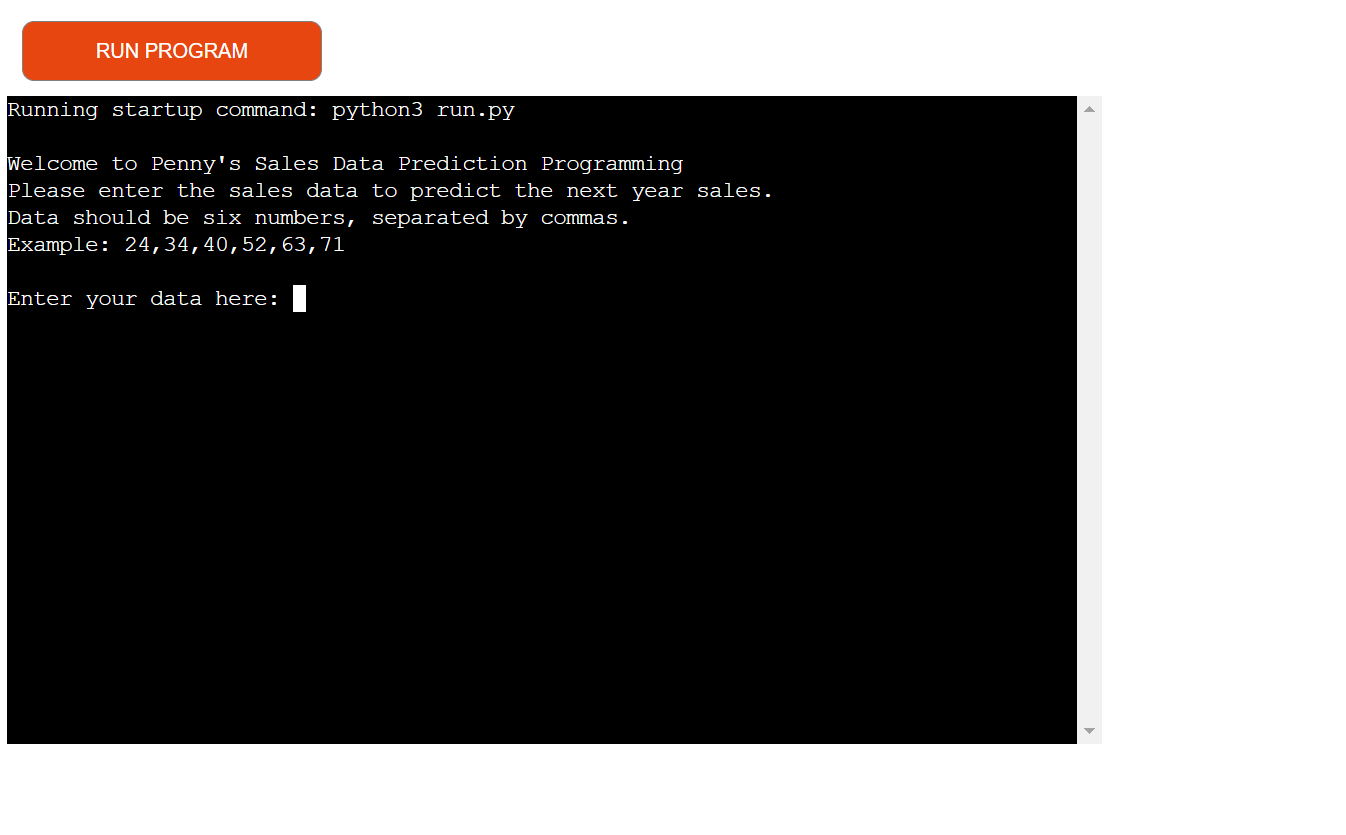 RUN PROGRAM
Running startup command: python3 run.py
Welcome to Penny's Sales Data Prediction Programming
Please enter the sales data to predict the next year sales.
Data should be six numbers, separated by commas.
Example: 24,34,40,52,63,71
Enter your data here: